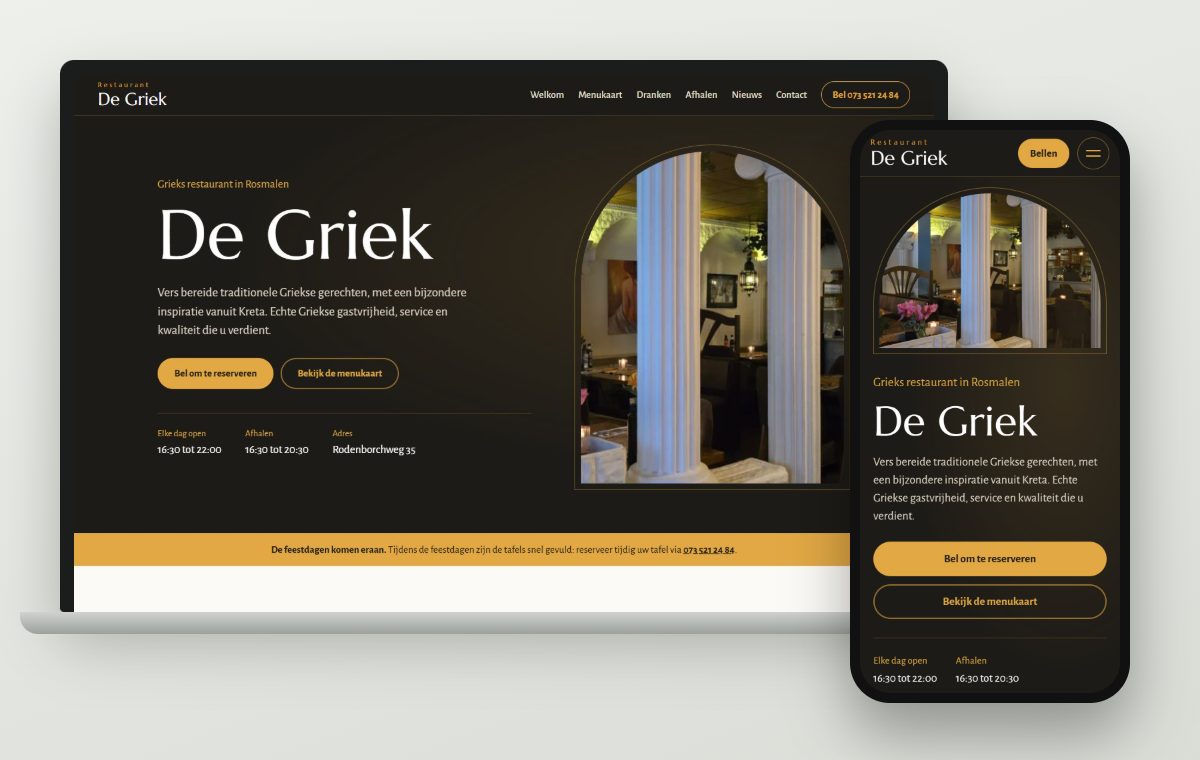 Restaurant
De Griek
Welkom Menukaart Dranken Afhalen Nieuws Contact Bel 073 521 24 84
Grieks restaurant in Rosmalen
De Griek
Vers bereide traditionele Griekse gerechten, met een bijzondere
inspiratie vanuit Kreta. Echte Griekse gastvrijheid, service en
kwaliteit die u verdient.
Bel om te reserveren Bekijk de menukaart
Elke dag open Afhalen Adres
16:30 tot 22:00 16:30 tot 20:30 Rodenborchweg 35
De feestdagen komen eraan. Tijdens de feestdagen zijn de tafels snel gevuld: reserveer tijdig uw tafel via 073 521 24 84.
Restaurant
De Griek
Bellen
Grieks restaurant in Rosmalen
De Griek
Vers bereide traditionele Griekse gerechten, met
een bijzondere inspiratie vanuit Kreta. Echte
Griekse gastvrijheid, service en kwaliteit die u
verdient.
Bel om te reserveren
Bekijk de menukaart
Elke dag open Afhalen
16:30 tot 22:00 16:30 tot 20:30